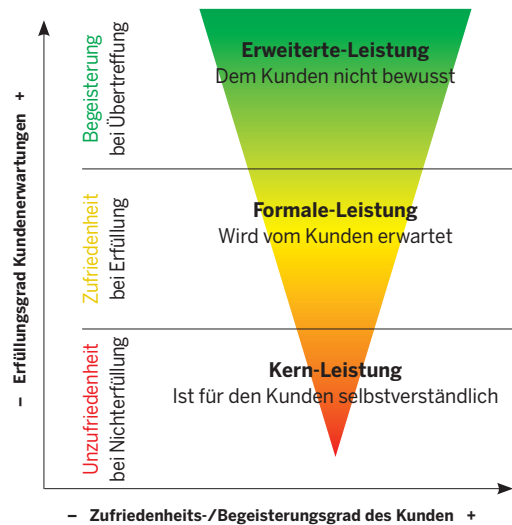 – Erfüllungsgrad Kundenerwartungen +
Begeisterung
bei Übertreffung
Erweiterte-Leistung
Dem Kunden nicht bewusst
Zufriedenheit
bei Erfüllung
Formale-Leistung
Wird vom Kunden erwartet
Unzufriedenheit
bei Nichterfüllung
Kern-Leistung
Ist für den Kunden selbstverständlich
– Zufriedenheits-/Begeisterungsgrad des Kunden +